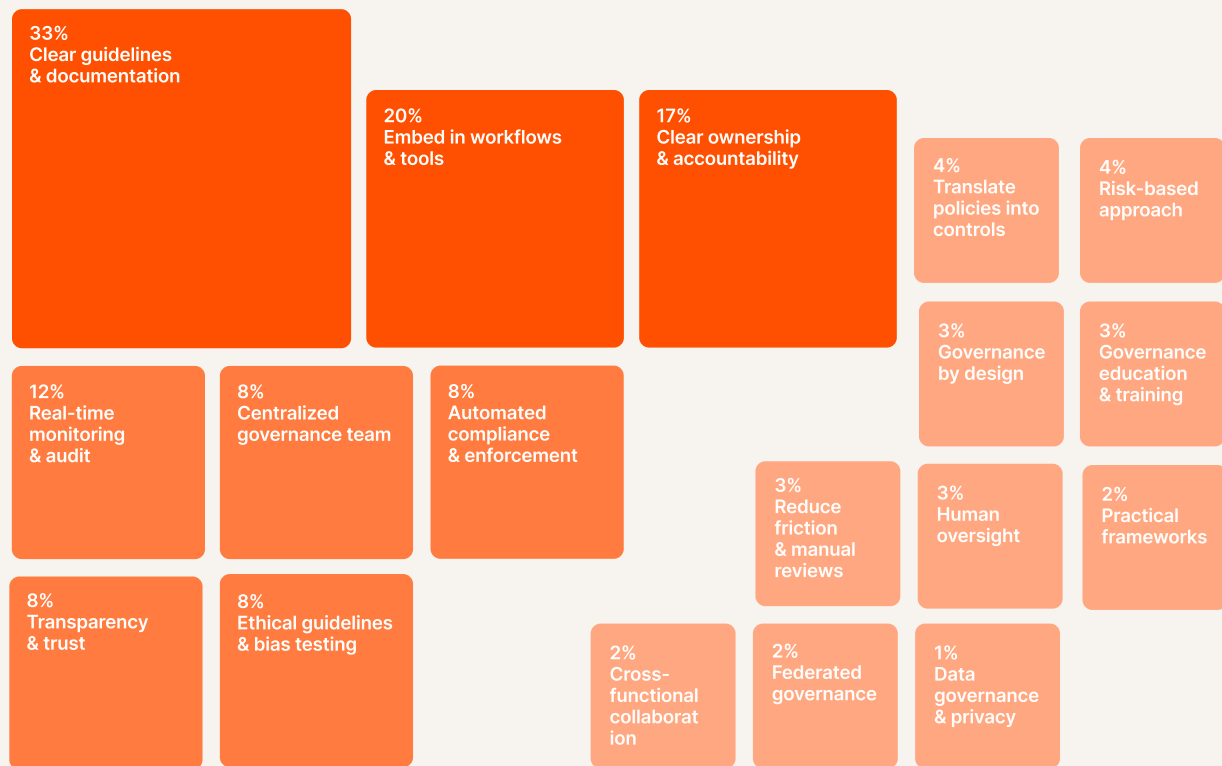 33%
Clear guidelines
& documentation
20%
Embed in workflows
& tools
17%
Clear ownership
& accountability
4%
Translate
policies into
controls
4%
Risk-based
approach
3%
Governance
by design
3%
Governance
education
& training
12%
Real-time
monitoring
& audit
8%
Centralized
governance team
8%
Automated
compliance
& enforcement
3%
Reduce
friction
& manual
reviews
3%
Human
oversight
2%
Practical
frameworks
8%
Transparency
& trust
8%
Ethical guidelines
& bias testing
2%
Cross-
functional
collaborat
ion
2%
Federated
governance
1%
Data
governance
& privacy